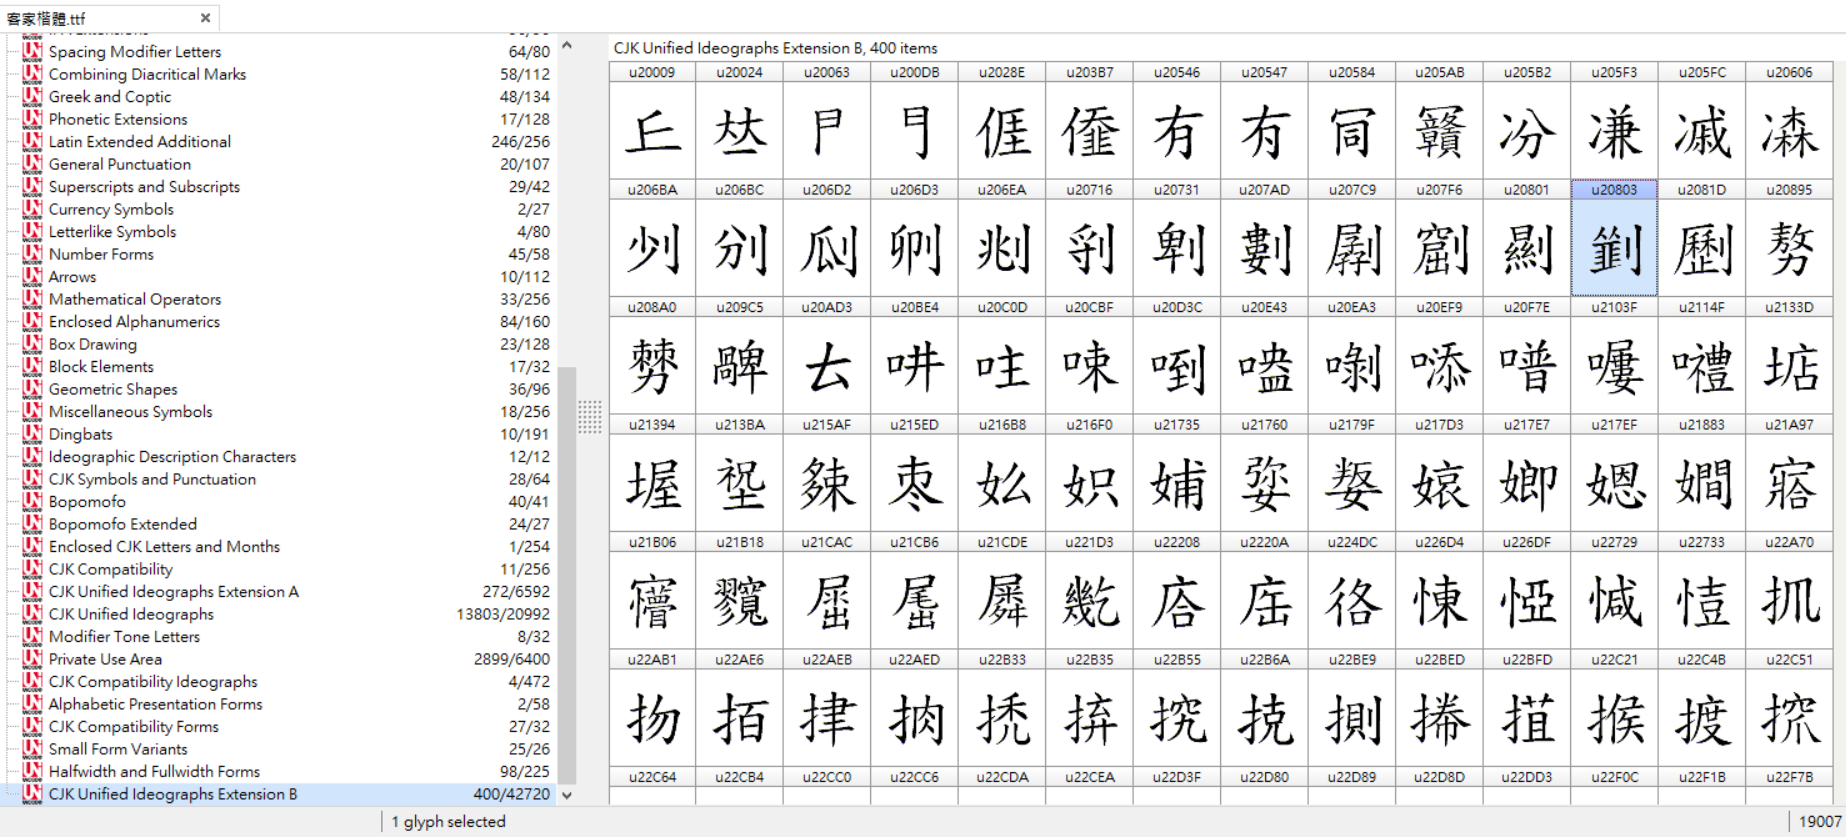 客家楷體.ttf
Spacing Modifier Letters 64/80
Combining Diacritical Marks 58/112
Greek and Coptic 48/134
Phonetic Extensions 17/128
Latin Extended Additional 246/256
General Punctuation 20/107
Superscripts and Subscripts 29/42
Currency Symbols 2/27
Letterlike Symbols 4/80
Number Forms 45/58
Arrows 10/112
Mathematical Operators 33/256
Enclosed Alphanumerics 84/160
Box Drawing 23/128
Block Elements 17/32
Geometric Shapes 36/96
Miscellaneous Symbols 18/256
Dingbats 10/191
Ideographic Description Characters 12/12
CJK Symbols and Punctuation 28/64
Bopomofo 40/41
Bopomofo Extended 24/27
Enclosed CJK Letters and Months 1/254
CJK Compatibility 11/256
CJK Unified Ideographs Extension A 272/6592
CJK Unified Ideographs 13803/20992
Modifier Tone Letters 8/32
Private Use Area 2899/6400
CJK Compatibility Ideographs 4/472
Alphabetic Presentation Forms 2/58
CJK Compatibility Forms 27/32
Small Form Variants 25/26
Halfwidth and Fullwidth Forms 98/225
CJK Unified Ideographs Extension B 400/42720
CJK Unified Ideographs Extension B, 400 items
u20009 u20024 u20063 u200DB u2028E u203B7 u20546 u20547 u20584 u205AB u205B2 u205F3 u205FC u20606
𠀉 𠀤 𠁣 𠃛 𠊎 𠎷 𠕆 𠕇 𠖄 𠖫 𠖲 𠗳 𠗼 𠘆
u206BA u206BC u206D2 u206D3 u206EA u20716 u20731 u207AD u207C9 u207F6 u20801 u20803 u2081D u20895
𠚺 𠚼 𠛒 𠛓 𠛪 𠜖 𠜱 𠞭 𠟉 𠟶 𠠁 𠠃 𠠝 𠢕
u208A0 u209C5 u20AD3 u20BE4 u20C0D u20CBF u20D3C u20E43 u20EA3 u20EF9 u20F7E u2103F u2114F u2133D
𠢠 𠧅 𠫓 𠯤 𠰍 𠲿 𠴼 𠹃 𠺣 𠻹 𠽾 𡀿 𡅏 𡌽
u21394 u213BA u215AF u215ED u216B8 u216F0 u21735 u21760 u2179F u217D3 u217E7 u217EF u21883 u21A97
𡎔 𡎺 𡖯 𡗭 𡚸 𡛰 𡜵 𡝠 𡞟 𡟓 𡟧 𡟯 𡢃 𡪗
u21B06 u21B18 u21CAC u21CB6 u21CDE u221D3 u22208 u2220A u224DC u226D4 u226DF u22729 u22733 u22A70
𡬆 𡬘 𡲬 𡲶 𡳞 𢇓 𢈈 𢈊 𢓜 𢛔 𢛟 𢜩 𢜳 𢩰
u22AB1 u22AE6 u22AEB u22AED u22B33 u22B35 u22B55 u22B6A u22BE9 u22BED u22BFD u22C21 u22C4B u22C51
𢪱 𢫦 𢫫 𢫭 𢬳 𢬵 𢭕 𢭪 𢯩 𢯭 𢯽 𢰡 𢱋 𢱑
u22C64 u22CB4 u22CC0 u22CC6 u22CDA u22CEA u22D3F u22D80 u22D89 u22D8D u22DD3 u22F0C u22F1B u22F7B
1 glyph selected
19007